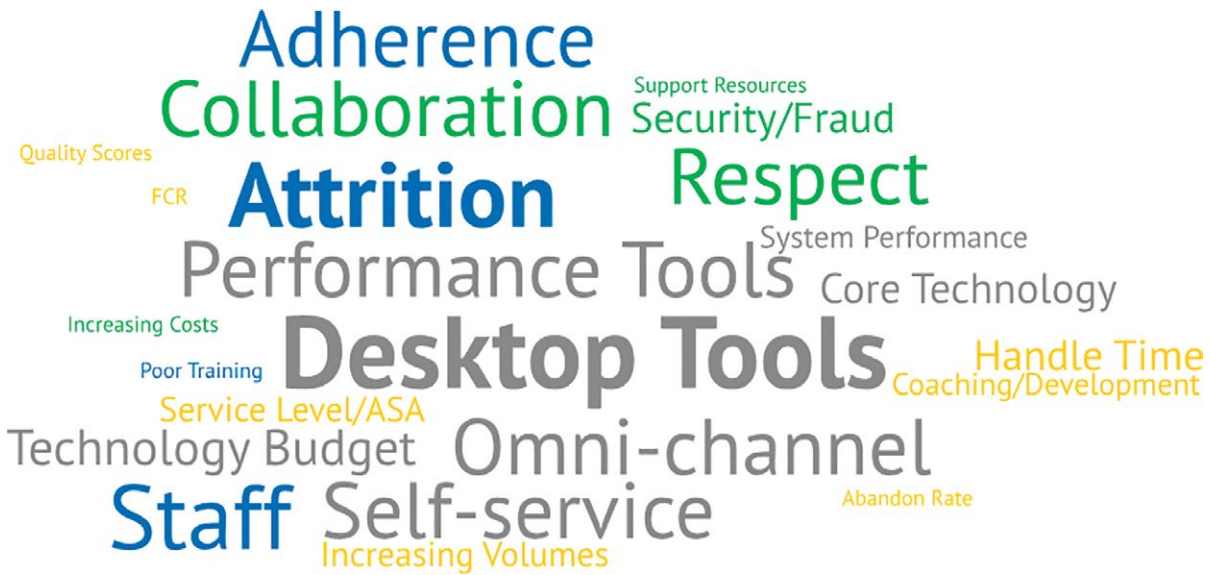 Adherence
Support Resources
Collaboration
Security/Fraud
Quality Scores
Respect
FCR
Attrition
System Performance
Performance Tools
Core Technology
Increasing Costs
Desktop Tools
Handle Time
Poor Training
Coaching/Development
Service Level/ASA
Technology Budget
Omni-channel
Staff
Self-service
Abandon Rate
Increasing Volumes